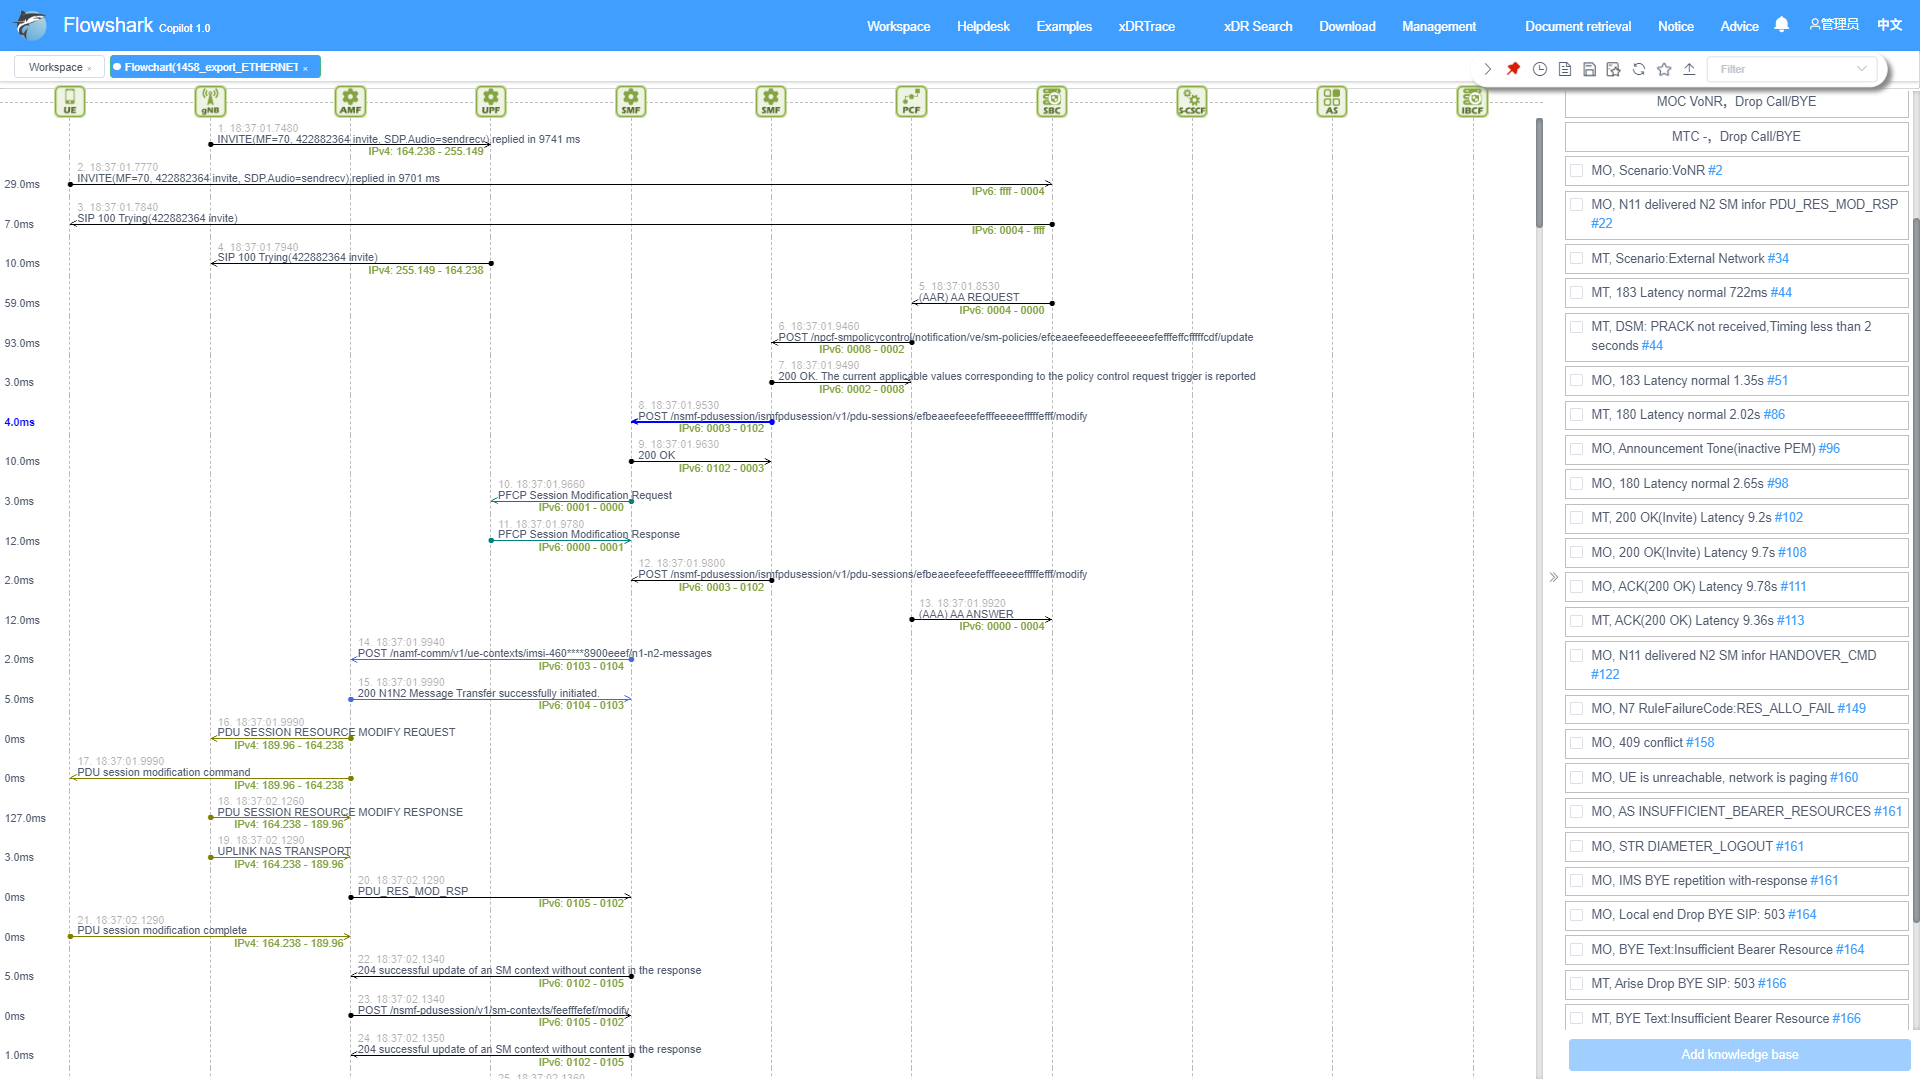 Flowshark Copilot 1.0
Workspace Helpdesk Examples xDRTrace xDR Search Download Management Document retrieval Notice Advice 管理员 中文
Workspace ×
Flowchart(1458_export_ETHERNET ×
Filter
UE gNB AMF UPF SMF SMF PCF SBC S-CSCF AS IBCF
1. 18:37:01.7480
INVITE(MF=70, 422882364 invite, SDP.Audio=sendrecv) replied in 9741 ms
IPv4: 164.238 - 255.149
2. 18:37:01.7770
INVITE(MF=70, 422882364 invite, SDP.Audio=sendrecv) replied in 9701 ms
29.0ms
IPv6: ffff - 0004
3. 18:37:01.7840
SIP 100 Trying(422882364 invite)
7.0ms
IPv6: 0004 - ffff
4. 18:37:01.7940
SIP 100 Trying(422882364 invite)
10.0ms
IPv4: 255.149 - 164.238
5. 18:37:01.8530
(AAR) AA REQUEST
59.0ms
IPv6: 0004 - 0000
6. 18:37:01.9460
POST /npcf-smpolicycontrol/notification/ve/sm-policies/efceaeefeeedeffeeeeeefefffeffcfffffcdf/update
93.0ms
IPv6: 0008 - 0002
7. 18:37:01.9490
200 OK. The current applicable values corresponding to the policy control request trigger is reported
3.0ms
IPv6: 0002 - 0008
8. 18:37:01.9530
POST /nsmf-pdusession/ismfpdusession/v1/pdu-sessions/efbeaeefeeefefffeeeeefffffefff/modify
4.0ms
IPv6: 0003 - 0102
9. 18:37:01.9630
200 OK
10.0ms
IPv6: 0102 - 0003
10. 18:37:01.9660
PFCP Session Modification Request
3.0ms
IPv6: 0001 - 0000
11. 18:37:01.9780
PFCP Session Modification Response
12.0ms
IPv6: 0000 - 0001
12. 18:37:01.9800
POST /nsmf-pdusession/ismfpdusession/v1/pdu-sessions/efbeaeefeeefefffeeeeefffffefff/modify
2.0ms
IPv6: 0003 - 0102
13. 18:37:01.9920
(AAA) AA ANSWER
12.0ms
IPv6: 0000 - 0004
14. 18:37:01.9940
POST /namf-comm/v1/ue-contexts/imsi-460****8900eeef/n1-n2-messages
2.0ms
IPv6: 0103 - 0104
15. 18:37:01.9990
200 N1N2 Message Transfer successfully initiated.
5.0ms
IPv6: 0104 - 0103
16. 18:37:01.9990
PDU SESSION RESOURCE MODIFY REQUEST
0ms
IPv4: 189.96 - 164.238
17. 18:37:01.9990
PDU session modification command
0ms
IPv4: 189.96 - 164.238
18. 18:37:02.1260
PDU SESSION RESOURCE MODIFY RESPONSE
127.0ms
IPv4: 164.238 - 189.96
19. 18:37:02.1290
UPLINK NAS TRANSPORT
3.0ms
IPv4: 164.238 - 189.96
20. 18:37:02.1290
PDU_RES_MOD_RSP
0ms
IPv6: 0105 - 0102
21. 18:37:02.1290
PDU session modification complete
0ms
IPv4: 164.238 - 189.96
22. 18:37:02.1340
204 successful update of an SM context without content in the response
5.0ms
IPv6: 0102 - 0105
23. 18:37:02.1340
POST /nsmf-pdusession/v1/sm-contexts/feefffefef/modify
0ms
IPv6: 0105 - 0102
24. 18:37:02.1350
204 successful update of an SM context without content in the response
1.0ms
IPv6: 0102 - 0105
25. 18:37:02.1360
MOC VoNR, Drop Call/BYE
MTC -, Drop Call/BYE
MO, Scenario:VoNR #2
MO, N11 delivered N2 SM infor PDU_RES_MOD_RSP
#22
MT, Scenario:External Network #34
MT, 183 Latency normal 722ms #44
MT, DSM: PRACK not received,Timing less than 2
seconds #44
MO, 183 Latency normal 1.35s #51
MT, 180 Latency normal 2.02s #86
MO, Announcement Tone(inactive PEM) #96
MO, 180 Latency normal 2.65s #98
MT, 200 OK(Invite) Latency 9.2s #102
MO, 200 OK(Invite) Latency 9.7s #108
MO, ACK(200 OK) Latency 9.78s #111
MT, ACK(200 OK) Latency 9.36s #113
MO, N11 delivered N2 SM infor HANDOVER_CMD
#122
MO, N7 RuleFailureCode:RES_ALLO_FAIL #149
MO, 409 conflict #158
MO, UE is unreachable, network is paging #160
MO, AS INSUFFICIENT_BEARER_RESOURCES #161
MO, STR DIAMETER_LOGOUT #161
MO, IMS BYE repetition with-response #161
MO, Local end Drop BYE SIP: 503 #164
MO, BYE Text:Insufficient Bearer Resource #164
MT, Arise Drop BYE SIP: 503 #166
MT, BYE Text:Insufficient Bearer Resource #166
Add knowledge base